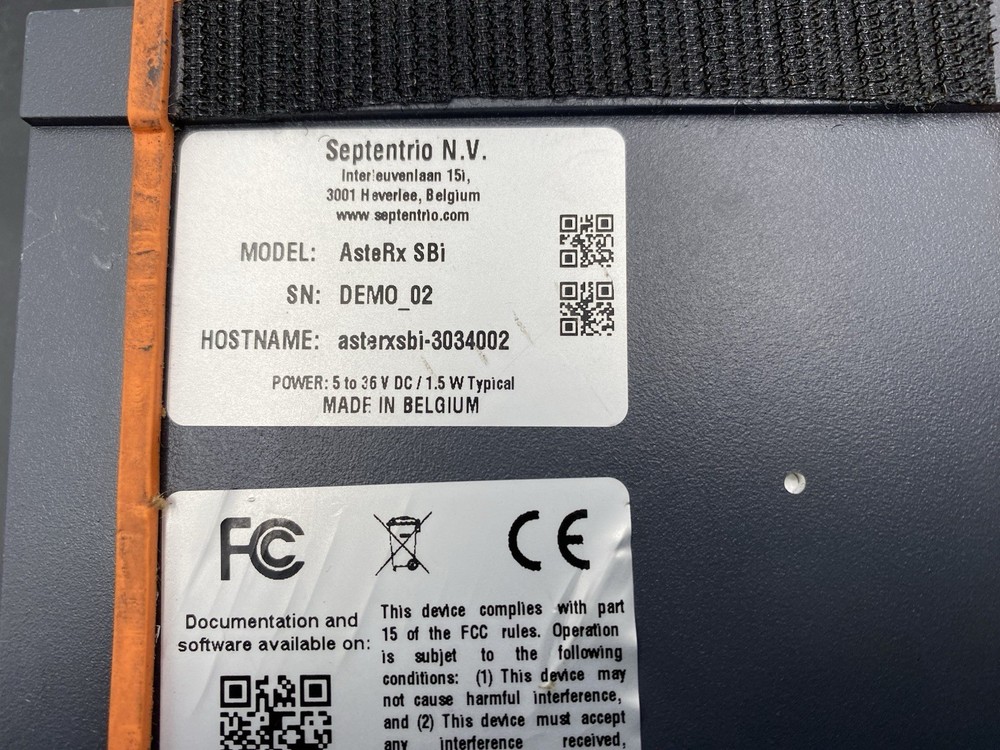 Septentrio N.V.
Interleuvenlaan 15i,
3001 Heverlee, Belgium
www.septentrio.com
MODEL: AsteRx SBi
SN: DEMO_02
HOSTNAME: asterxsbi-3034002
POWER: 5 to 36 V DC / 1.5 W Typical
MADE IN BELGIUM
FC CE
Documentation and
software available on:
This device complies with part
15 of the FCC rules. Operation
is subjet to the following
conditions: (1) This device may
not cause harmful interference,
and (2) This device must accept
any interference received,